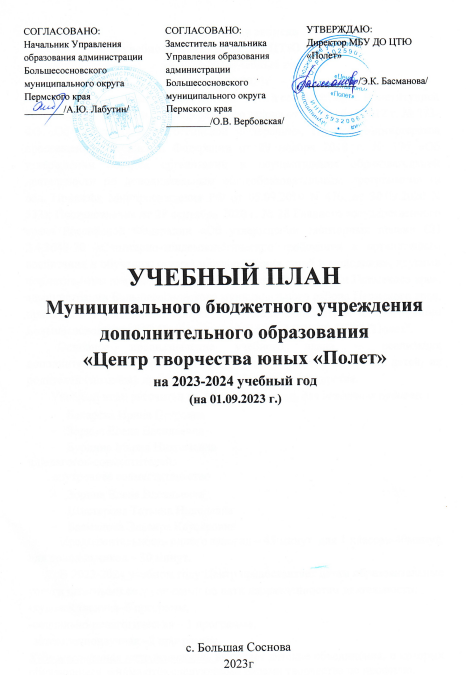 СОГЛАСОВАНО:
Начальник Управления
образования администрации
Большесосновского
муниципального округа
Пермского края
________/А.Ю. Лабутин/
СОГЛАСОВАНО:
Заместитель начальника
Управления образования
администрации
Большесосновского
муниципального округа
Пермского края
_________/О.В. Вербовская/
УТВЕРЖДАЮ:
Директор МБУ ДО ЦТЮ
«Полет»
/Э.К. Басманова/
УЧЕБНЫЙ ПЛАН
Муниципального бюджетного учреждения
дополнительного образования
«Центр творчества юных «Полет»
на 2023-2024 учебный год
(на 01.09.2023 г.)
с. Большая Соснова
2023г